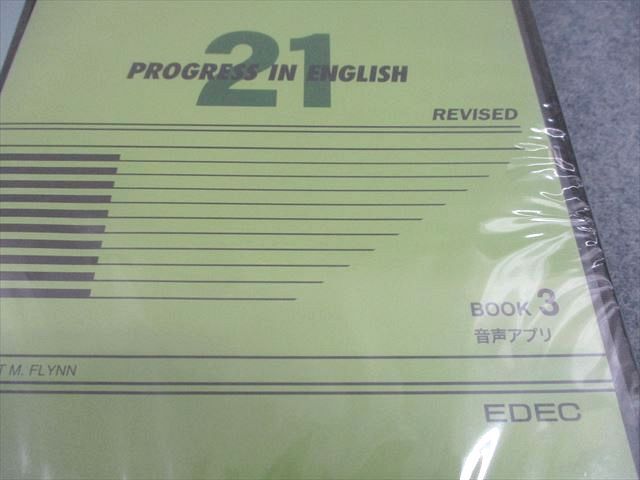 21
PROGRESS IN ENGLISH
REVISED
BOOK 3
音声アプリ
T M. FLYNN
EDEC